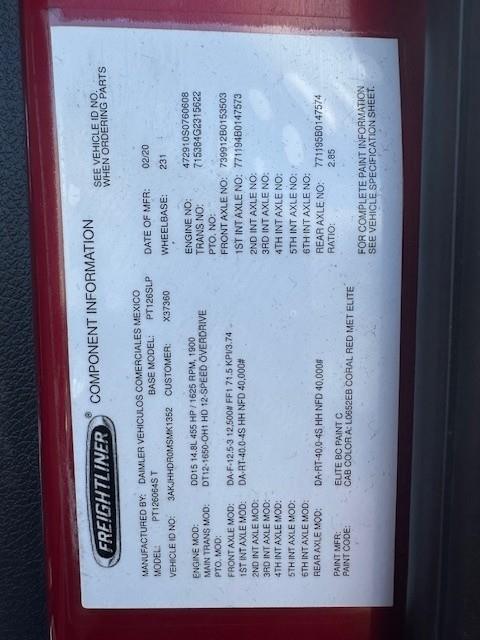 FREIGHTLINER® COMPONENT INFORMATION
SEE VEHICLE ID NO.
WHEN ORDERING PARTS
MANUFACTURED BY: DAIMLER VEHICULOS COMERCIALES MEXICO
DATE OF MFR: 02/20
MODEL: PT126064S T BASE MODEL: PT126SLP WHEELBASE: 231
VEHICLE ID NO: 3AKJHHDR0MSMK1352 CUSTOMER: X37360
ENGINE MOD: DD15 14.8L 455 HP / 1625 RPM, 1900 ENGINE NO: 472910S0760608
MAIN TRANS MOD: DT12-1650-OH1 HD 12-SPEED OVERDRIVE TRANS NO: 715384G2315622
PTO. MOD: PTO. NO:
FRONT AXLE MOD: DA-F-12.5-3 12,500# FF1 71.5 KPI/3.74 FRONT AXLE NO: 739912B0153503
1ST INT AXLE MOD: DA-RT-40.0-4S HH NFD 40,000# 1ST INT AXLE NO: 771194B0147573
2ND INT AXLE MOD: 2ND INT AXLE NO:
3RD INT AXLE MOD: 3RD INT AXLE NO:
4TH INT AXLE MOD: 4TH INT AXLE NO:
5TH INT AXLE MOD: 5TH INT AXLE NO:
6TH INT AXLE MOD: 6TH INT AXLE NO:
REAR AXLE MOD: DA-RT-40.0-4S HH NFD 40,000# REAR AXLE NO: 771195B0147574
RATIO: 2.85
PAINT MFR: ELITE BC PAINT C
PAINT CODE: CAB COLOR A: L0652EB CORAL RED MET ELITE
FOR COMPLETE PAINT INFORMATION
SEE VEHICLE SPECIFICATION SHEET.